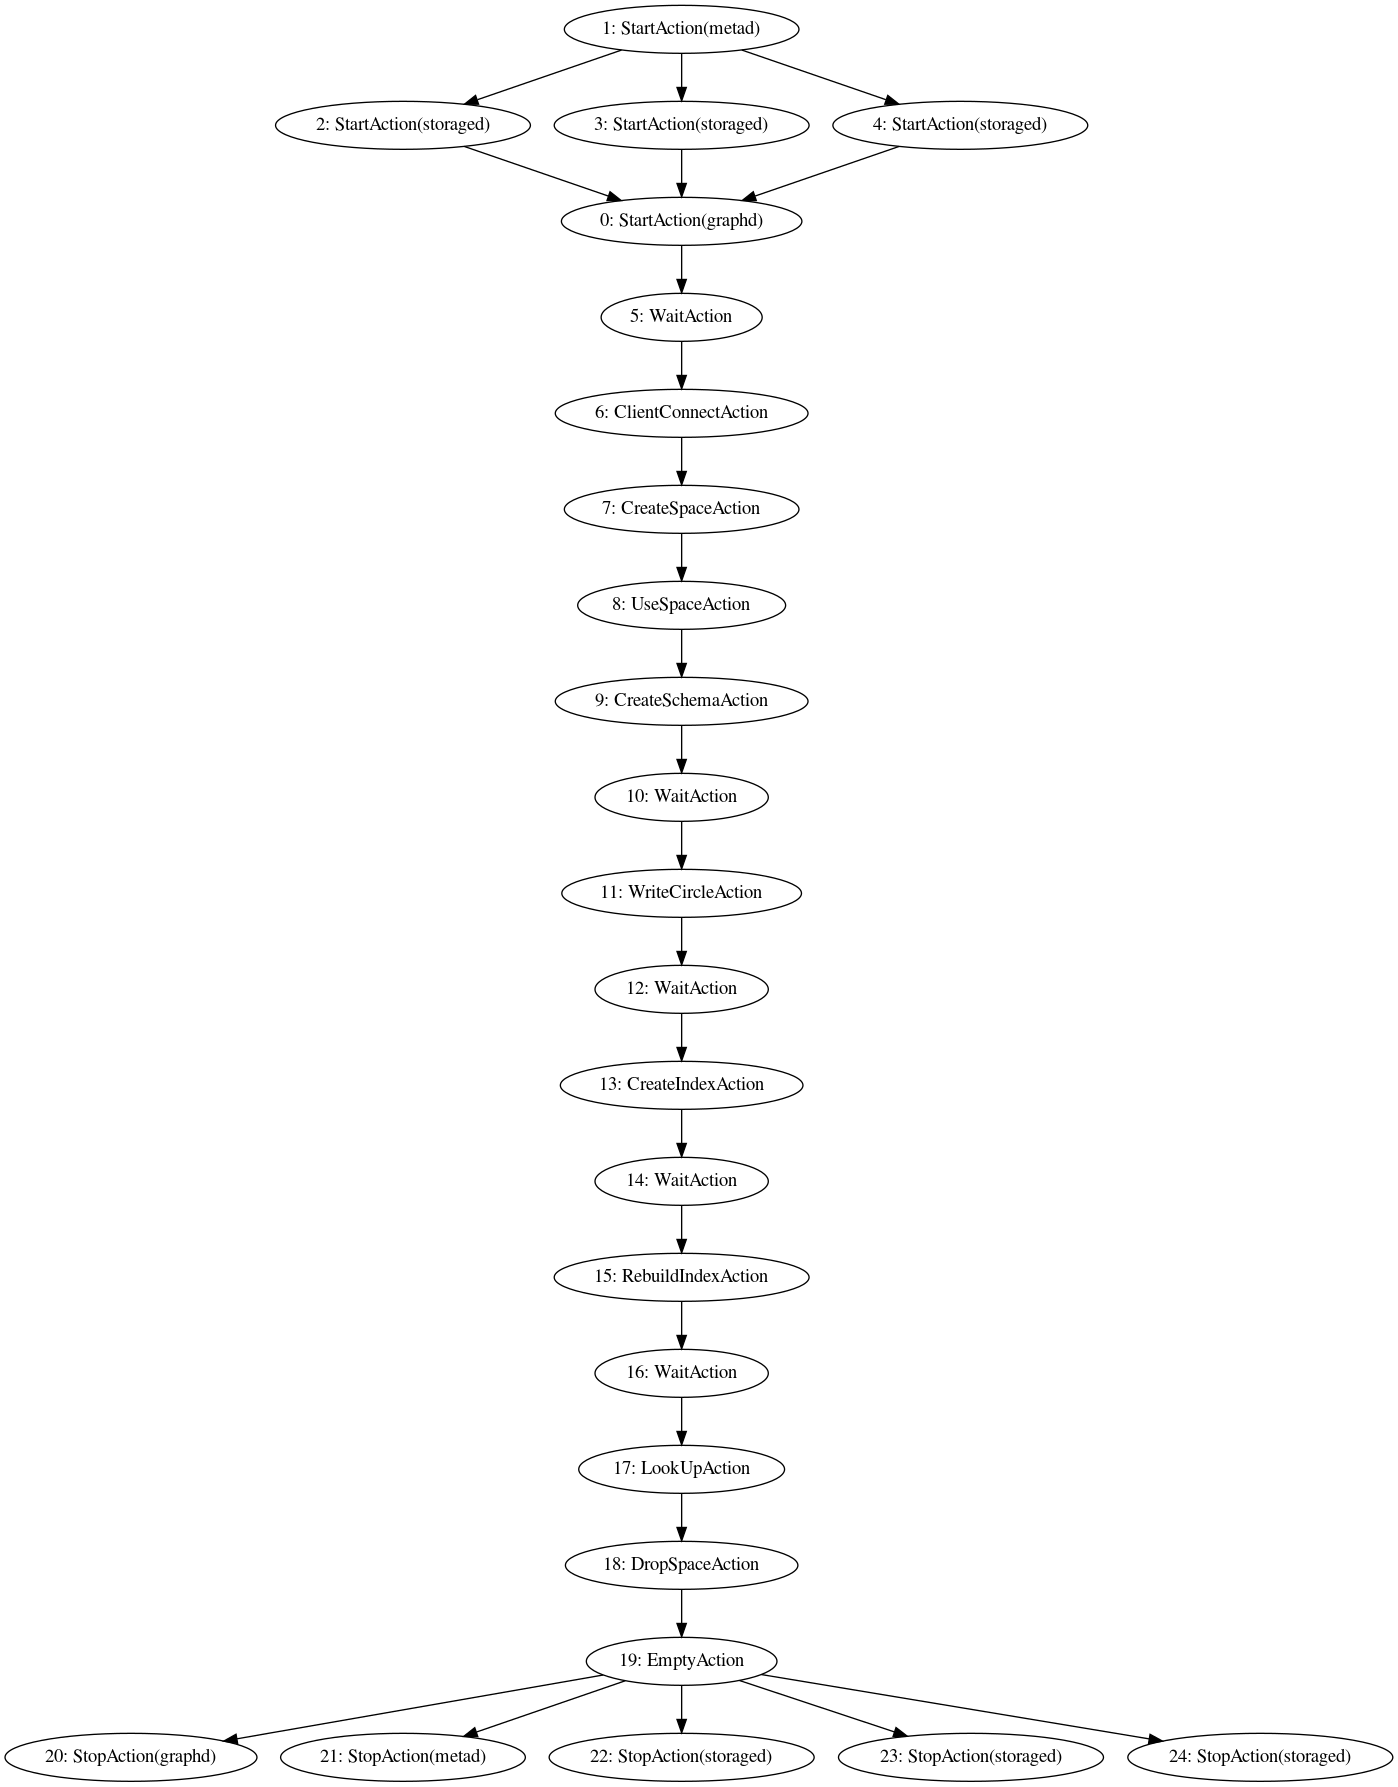 1: StartAction(metad)
2: StartAction(storaged)
3: StartAction(storaged)
4: StartAction(storaged)
0: StartAction(graphd)
5: WaitAction
6: ClientConnectAction
7: CreateSpaceAction
8: UseSpaceAction
9: CreateSchemaAction
10: WaitAction
11: WriteCircleAction
12: WaitAction
13: CreateIndexAction
14: WaitAction
15: RebuildIndexAction
16: WaitAction
17: LookUpAction
18: DropSpaceAction
19: EmptyAction
20: StopAction(graphd)
21: StopAction(metad)
22: StopAction(storaged)
23: StopAction(storaged)
24: StopAction(storaged)